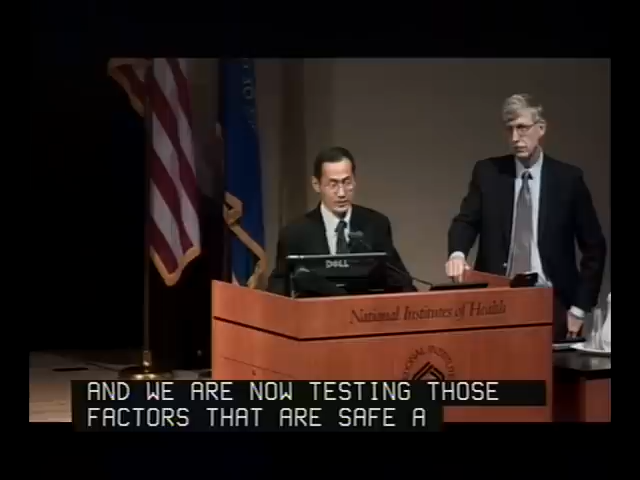 DELL
National Institutes of Health
AND WE ARE NOW TESTING THOSE
FACTORS THAT ARE SAFE A